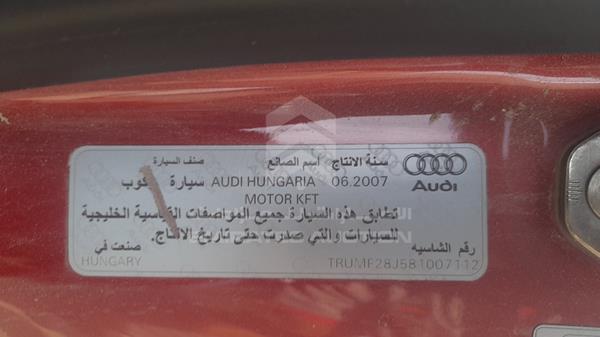 سنة الانتاج أسم الصانع صنف السيارة
06.2007 AUDI HUNGARIA سيارة كوب
MOTOR KFT
Audi
تطابق هذه السيارة جميع المواصفات القياسية الخليجية
للسيارات والتي صدرت حتى تاريخ الانتاج.
رقم الشاسيه صنعت في
TRUMF28J581007112 HUNGARY